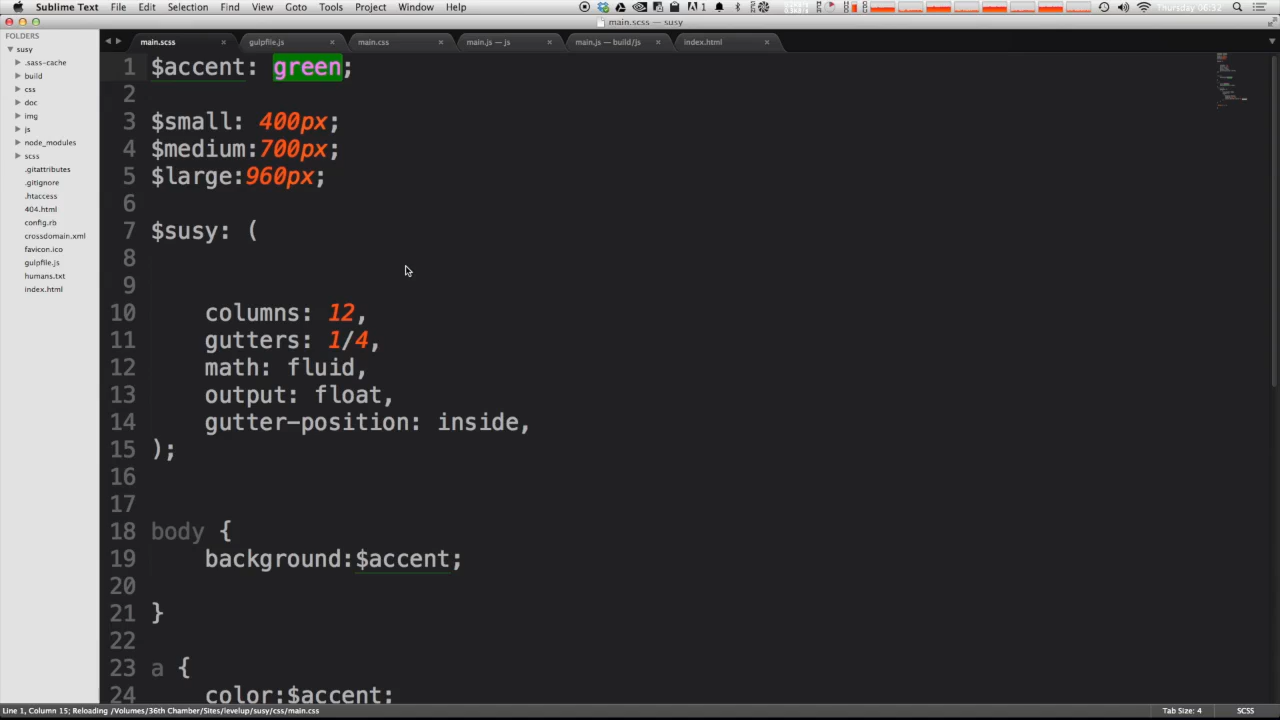 Sublime Text File Edit Selection Find View Goto Tools Project Window Help
main.scss — susy
FOLDERS
susy
.sass-cache
build
css
doc
img
js
node_modules
scss
.gitattributes
.gitignore
.htaccess
404.html
config.rb
crossdomain.xml
favicon.ico
gulpfile.js
humans.txt
index.html
main.scss gulpfile.js main.css main.js — js main.js — build/js index.html
1 $accent: green;
2
3 $small: 400px;
4 $medium:700px;
5 $large:960px;
6
7 $susy: (
8
9
10 columns: 12,
11 gutters: 1/4,
12 math: fluid,
13 output: float,
14 gutter-position: inside,
15 );
16
17
18 body {
19 background:$accent;
20
21 }
22
23 a {
24 color:$accent;
Line 1, Column 15; Reloading /Volumes/36th Chamber/Sites/levelup/susy/css/main.css Tab Size: 4 SCSS